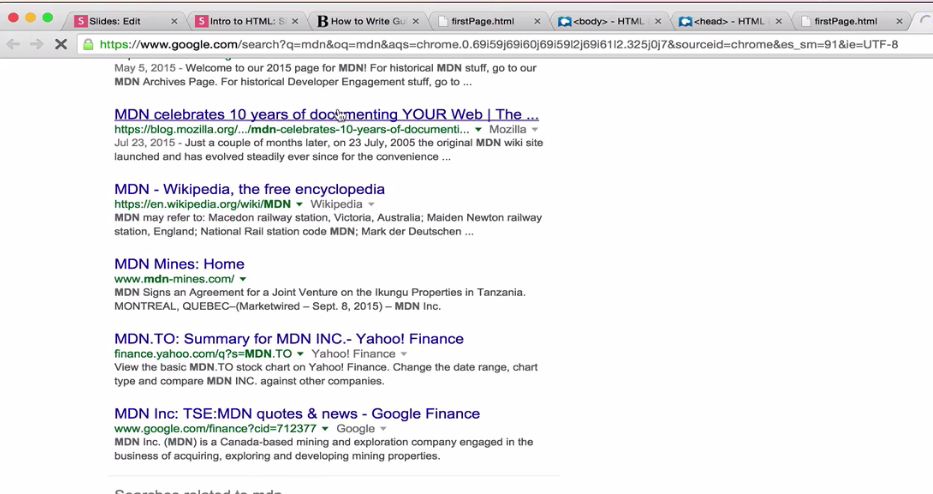 Slides: Edit
Intro to HTML: S
How to Write Gu
firstPage.html
<body> - HTML
<head> - HTML
firstPage.html
https://www.google.com/search?q=mdn&oq=mdn&aqs=chrome.0.69i59j69i60j69i59l2j69i61l2.325j0j7&sourceid=chrome&es_sm=91&ie=UTF-8
May 5, 2015 - Welcome to our 2015 page for MDN! For historical MDN stuff, go to our
MDN Archives Page. For historical Developer Engagement stuff, go to ...
MDN celebrates 10 years of documenting YOUR Web | The ...
https://blog.mozilla.org/.../mdn-celebrates-10-years-of-documenti... Mozilla
Jul 23, 2015 - Just a couple of months later, on 23 July, 2005 the original MDN wiki site
launched and has evolved steadily ever since for the convenience ...
MDN - Wikipedia, the free encyclopedia
https://en.wikipedia.org/wiki/MDN Wikipedia
MDN may refer to: Macedon railway station, Victoria, Australia; Maiden Newton railway
station, England; National Rail station code MDN; Mark der Deutschen ...
MDN Mines: Home
www.mdn-mines.com/
MDN Signs an Agreement for a Joint Venture on the Ikungu Properties in Tanzania.
MONTREAL, QUEBEC--(Marketwired – Sept. 8, 2015) – MDN Inc.
MDN.TO: Summary for MDN INC.- Yahoo! Finance
finance.yahoo.com/q?s=MDN.TO Yahoo! Finance
View the basic MDN.TO stock chart on Yahoo! Finance. Change the date range, chart
type and compare MDN INC. against other companies.
MDN Inc: TSE:MDN quotes & news - Google Finance
www.google.com/finance?cid=712377 Google
MDN Inc. (MDN) is a Canada-based mining and exploration company engaged in the
business of acquiring, exploring and developing mining properties.
Searches related to mdn